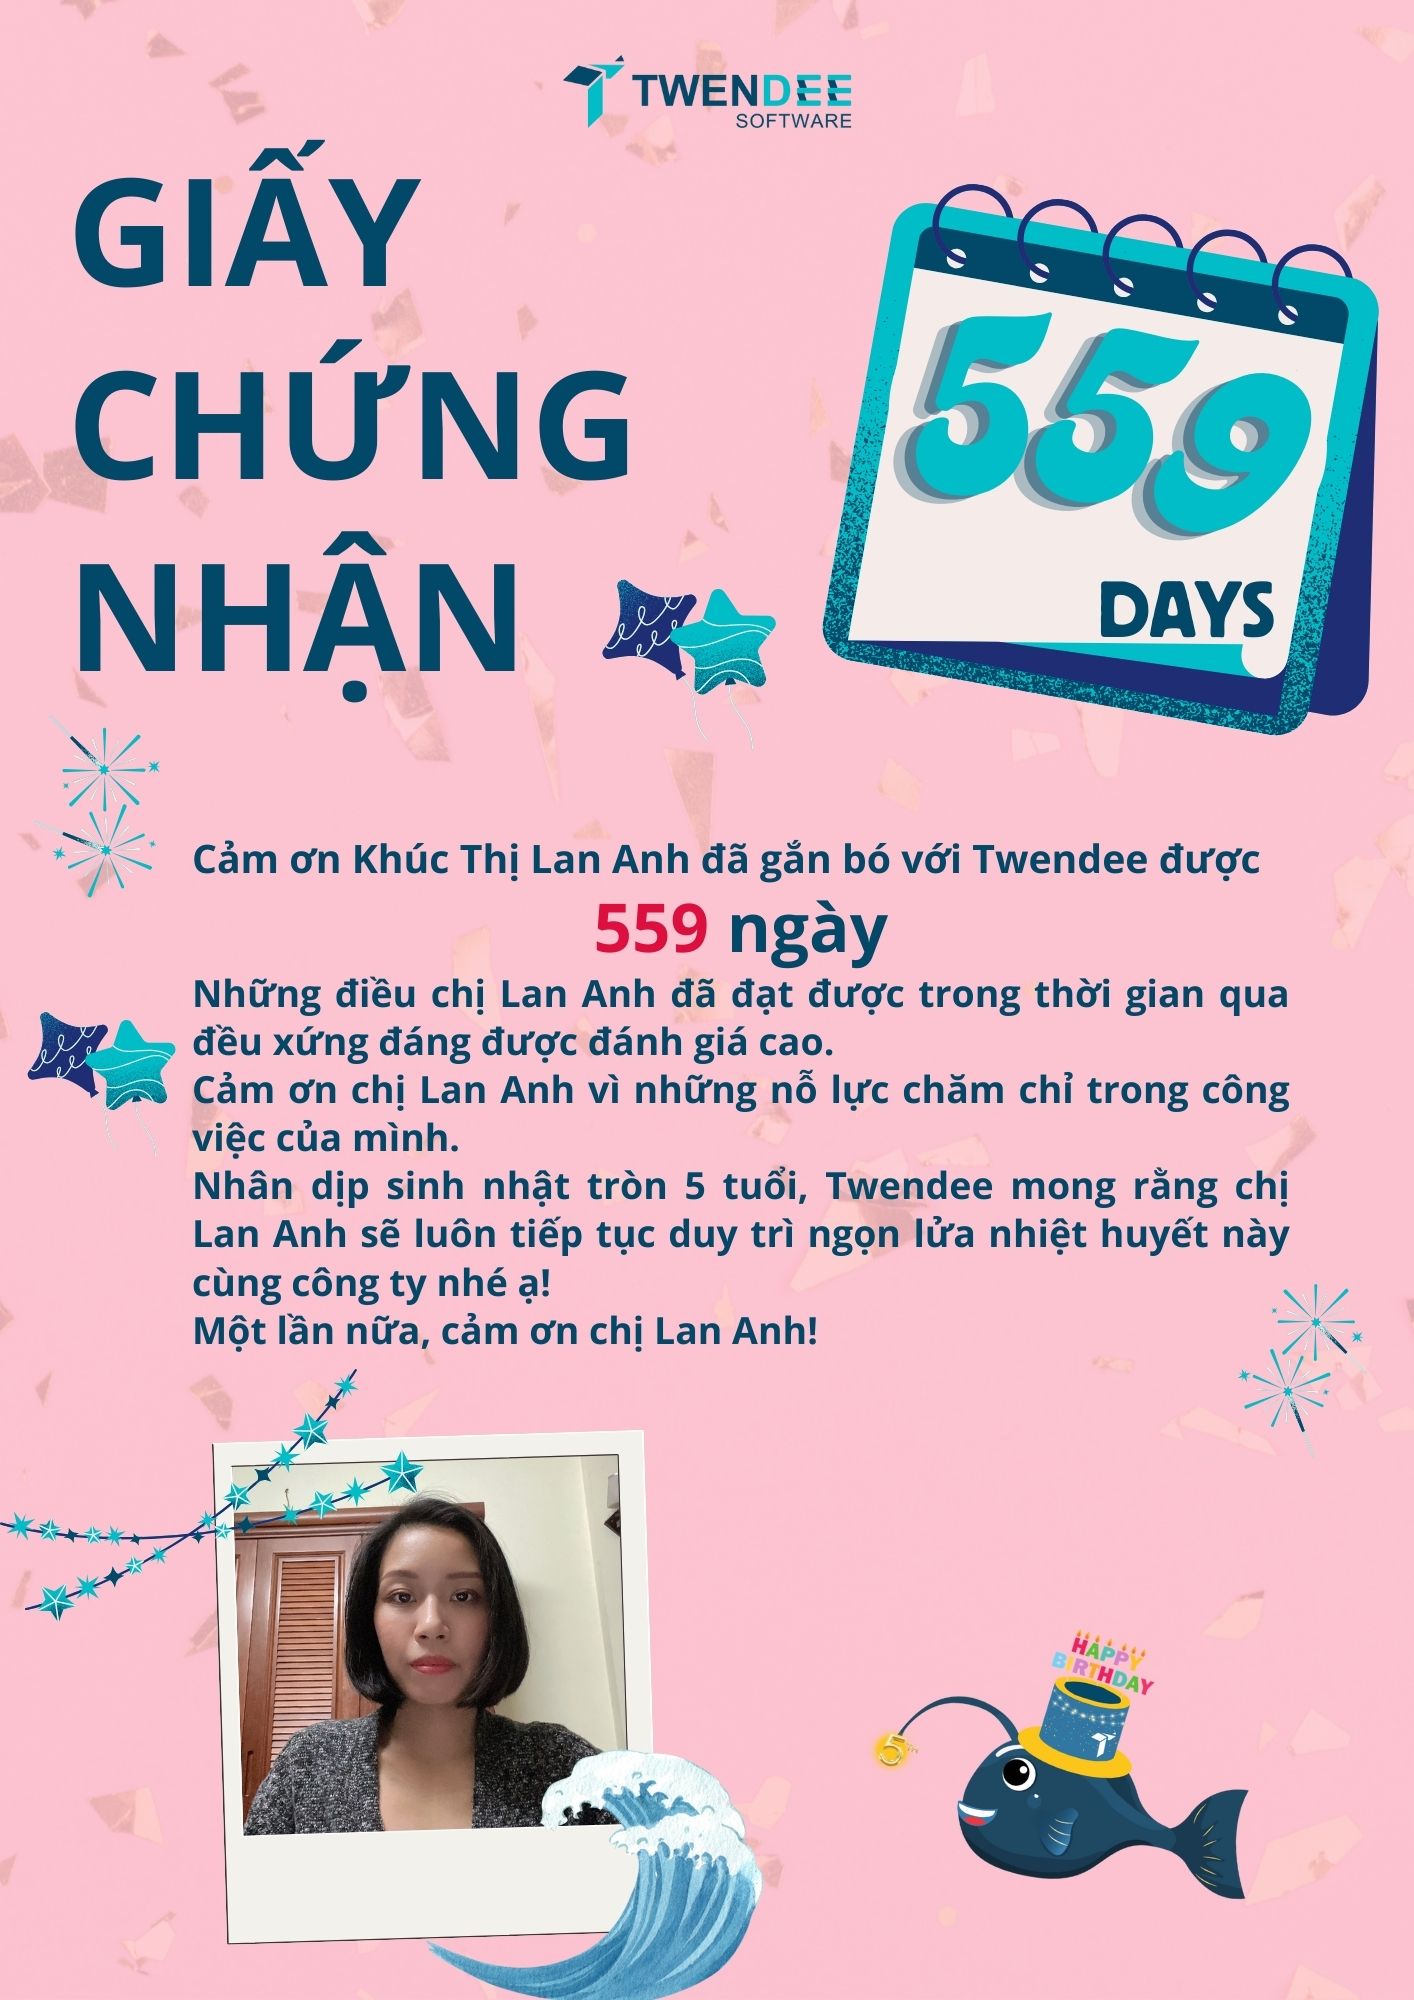 TWENDEE
SOFTWARE
GIẤY
CHỨNG
NHẬN
559
DAYS
Cảm ơn Khúc Thị Lan Anh đã gắn bó với Twendee được
559 ngày
Những điều chị Lan Anh đã đạt được trong thời gian qua
đều xứng đáng được đánh giá cao.
Cảm ơn chị Lan Anh vì những nỗ lực chăm chỉ trong công
việc của mình.
Nhân dịp sinh nhật tròn 5 tuổi, Twendee mong rằng chị
Lan Anh sẽ luôn tiếp tục duy trì ngọn lửa nhiệt huyết này
cùng công ty nhé ạ!
Một lần nữa, cảm ơn chị Lan Anh!
HAPPY
BIRTHDAY
5